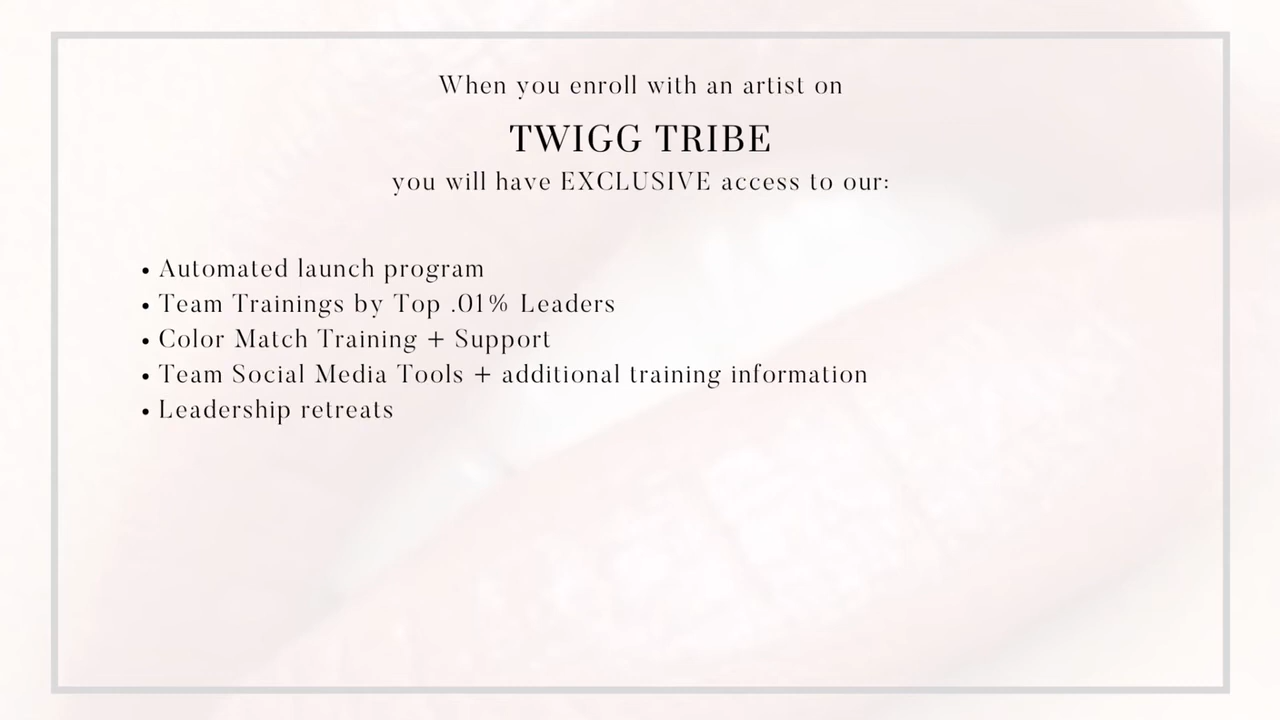 When you enroll with an artist on
TWIGG TRIBE
you will have EXCLUSIVE access to our:
• Automated launch program
• Team Trainings by Top .01% Leaders
• Color Match Training + Support
• Team Social Media Tools + additional training information
• Leadership retreats